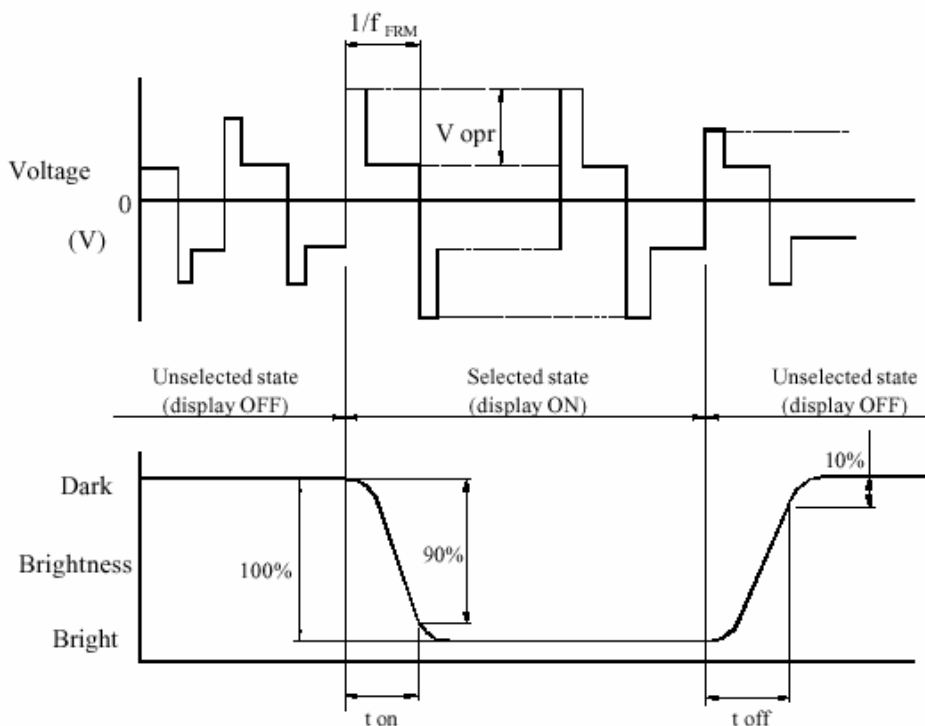 1/f FRM
V opr
Voltage
0
(V)
Unselected state
(display OFF)
Selected state
(display ON)
Unselected state
(display OFF)
10%
Dark
90%
Brightness
100%
Bright
t on
t off